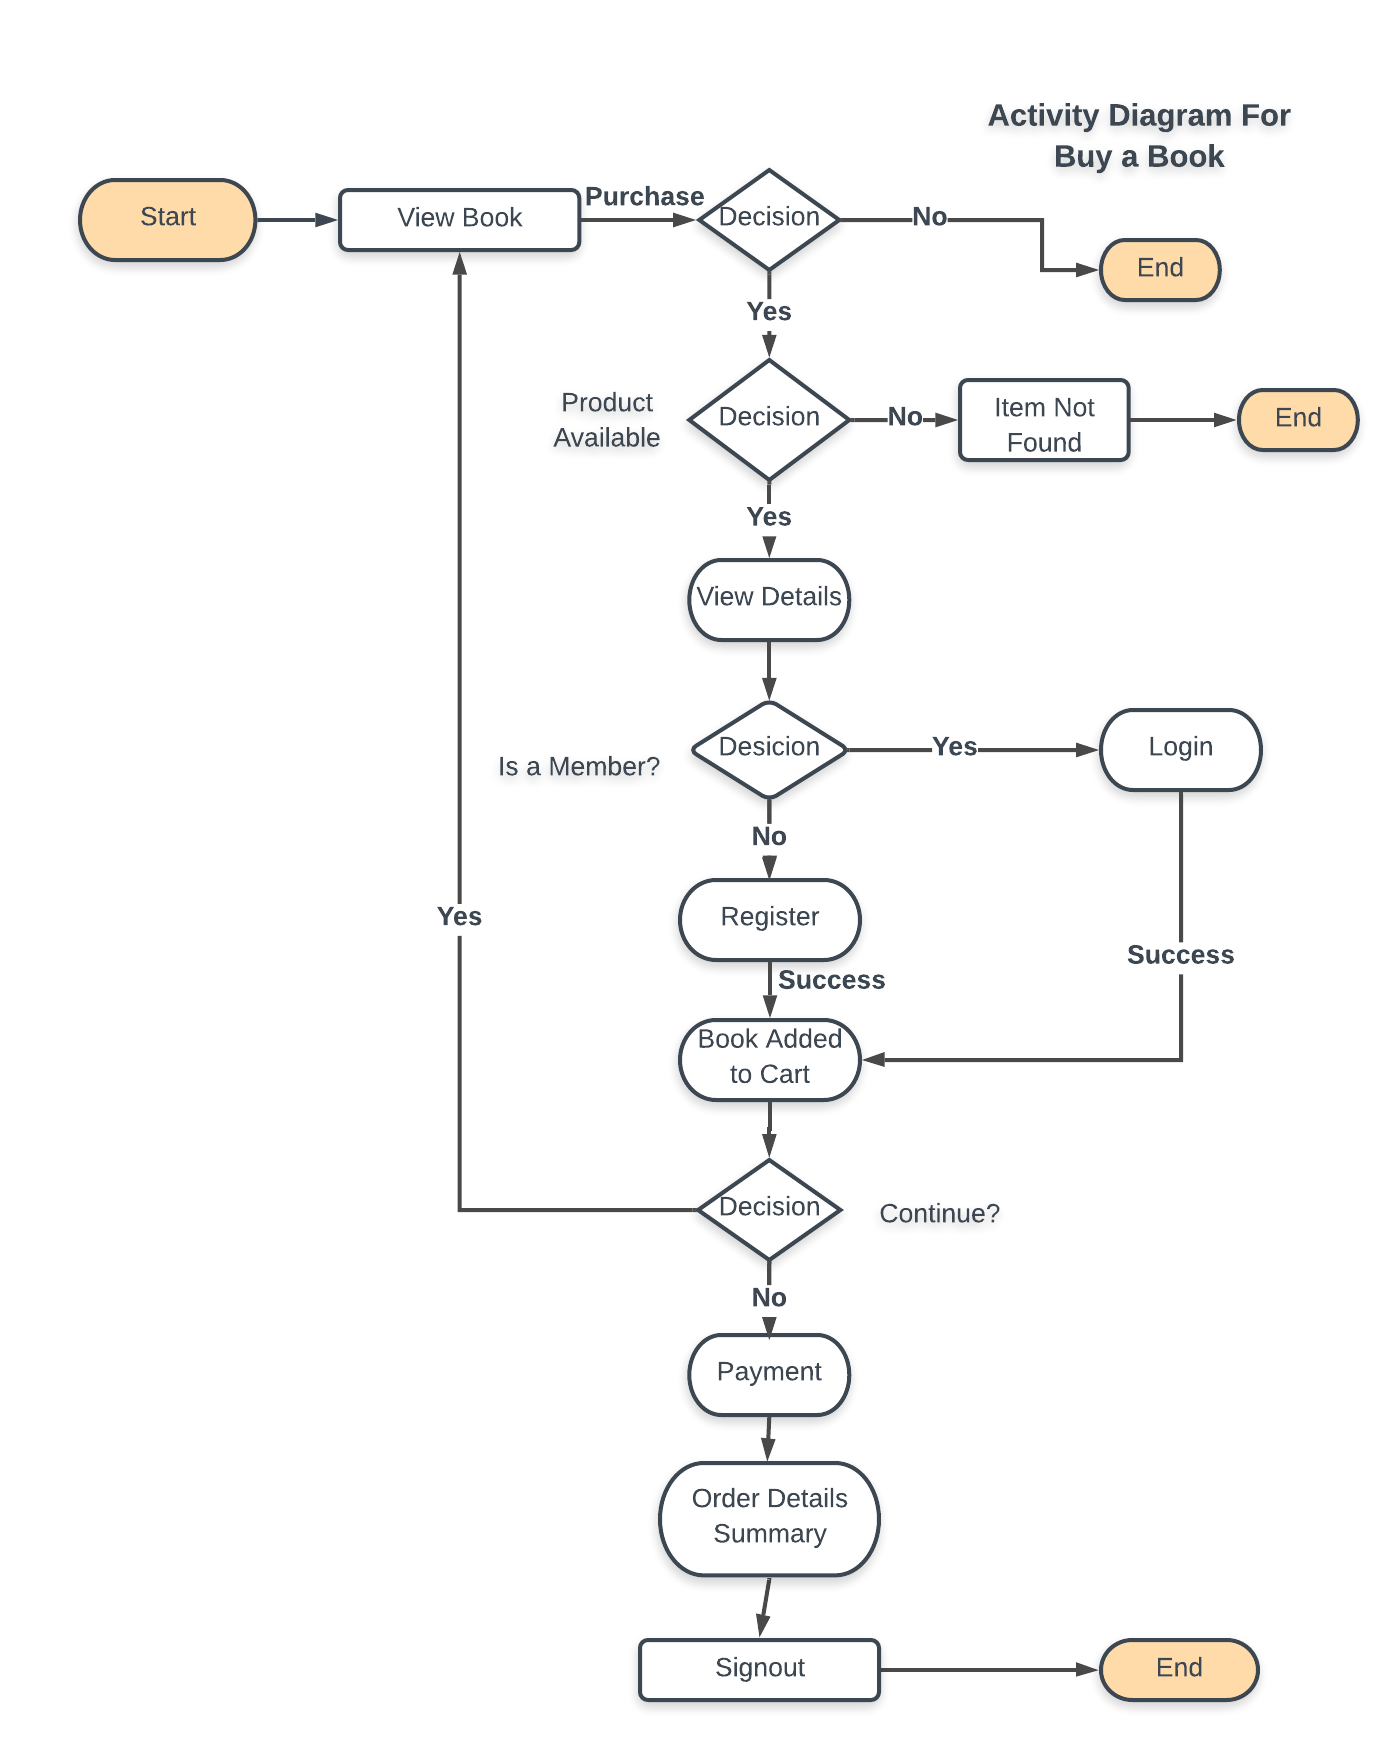 Activity Diagram For
Buy a Book
Start
View Book
Purchase
Decision
No
End
Yes
Product
Available
Decision
No
Item Not
Found
End
Yes
View Details
Is a Member?
Desicion
Yes
Login
No
Register
Yes
Success
Success
Book Added
to Cart
Decision
Continue?
No
Payment
Order Details
Summary
Signout
End